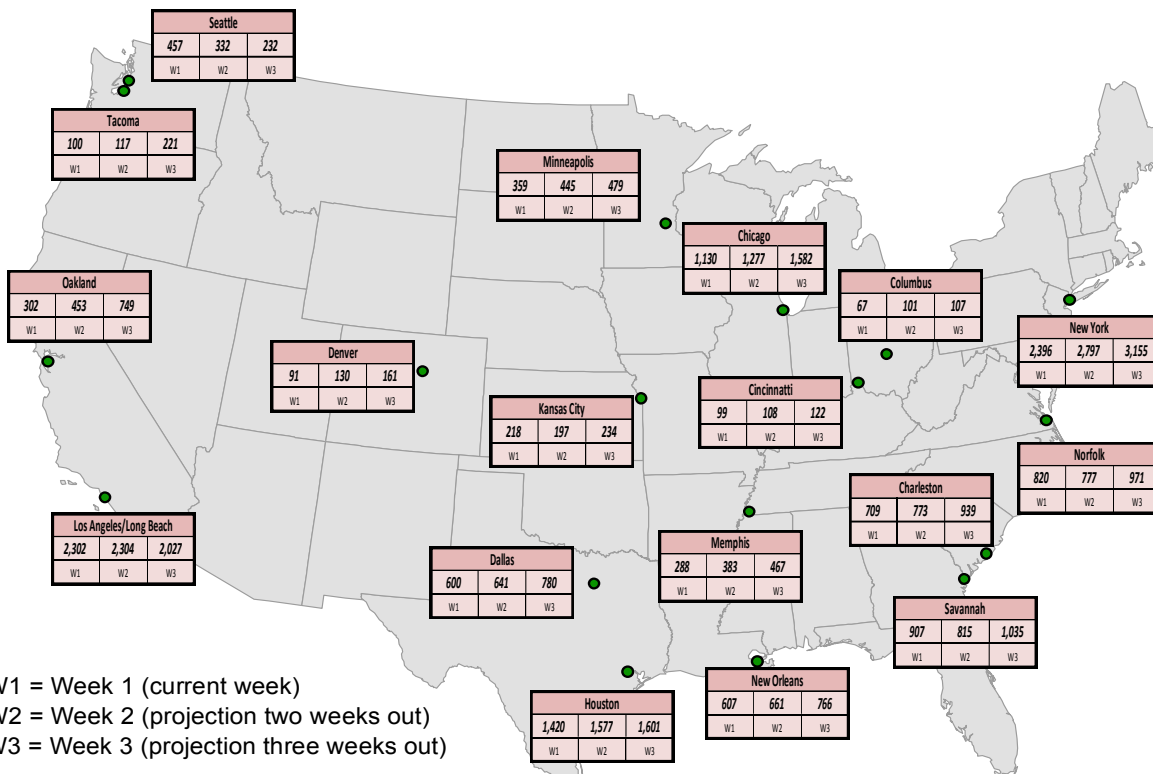 Seattle
457 332 232
W1 W2 W3
Tacoma
100 117 221
W1 W2 W3
Minneapolis
359 445 479
W1 W2 W3
Chicago
1,130 1,277 1,582
W1 W2 W3
Oakland
302 453 749
W1 W2 W3
Columbus
67 101 107
W1 W2 W3
New York
2,396 2,797 3,155
W1 W2 W3
Denver
91 130 161
W1 W2 W3
Cincinnatti
99 108 122
W1 W2 W3
Kansas City
218 197 234
W1 W2 W3
Norfolk
820 777 971
W1 W2 W3
Charleston
709 773 939
W1 W2 W3
Los Angeles/Long Beach
2,302 2,304 2,027
W1 W2 W3
Memphis
288 383 467
W1 W2 W3
Dallas
600 641 780
W1 W2 W3
Savannah
907 815 1,035
W1 W2 W3
New Orleans
607 661 766
W1 W2 W3
Houston
1,420 1,577 1,601
W1 W2 W3
W1 = Week 1 (current week)
W2 = Week 2 (projection two weeks out)
W3 = Week 3 (projection three weeks out)